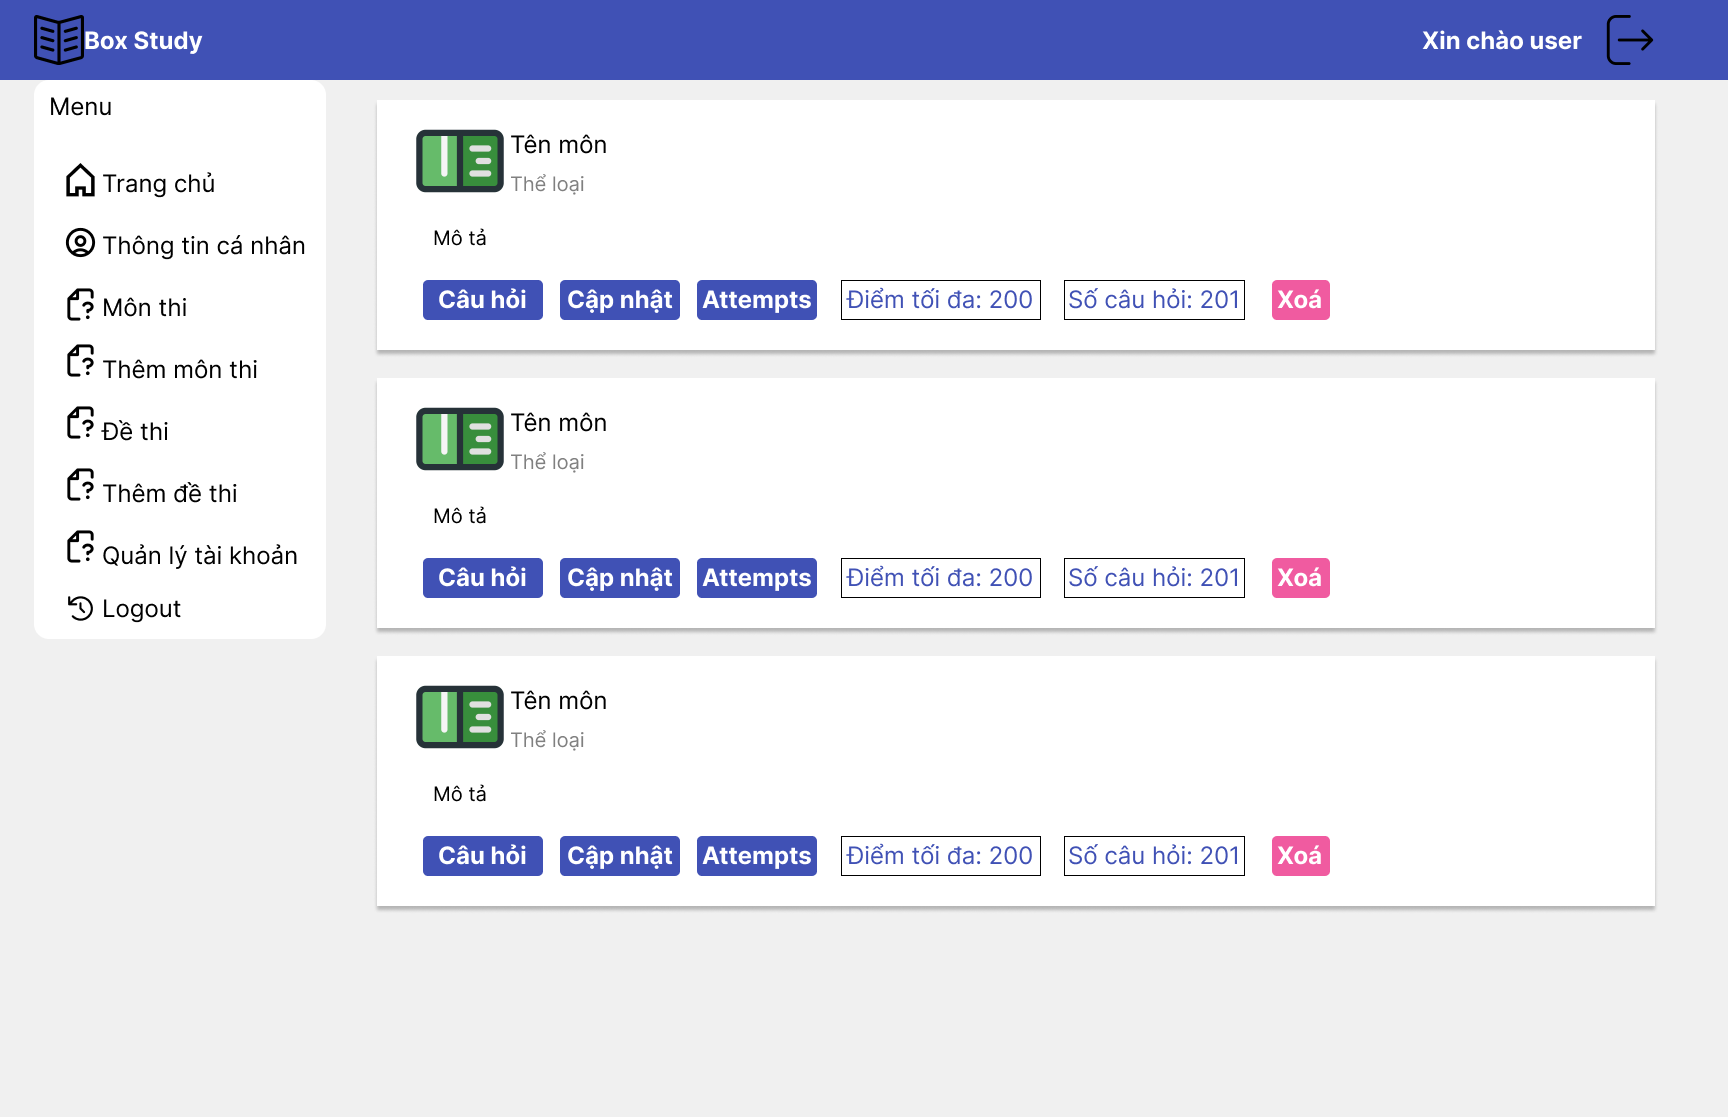 Box Study
Xin chào user
Menu
Trang chủ
Thông tin cá nhân
Môn thi
Thêm môn thi
Đề thi
Thêm đề thi
Quản lý tài khoản
Logout
Tên môn
Thể loại
Mô tả
Câu hỏi Cập nhật Attempts Điểm tối đa: 200 Số câu hỏi: 201 Xoá
Tên môn
Thể loại
Mô tả
Câu hỏi Cập nhật Attempts Điểm tối đa: 200 Số câu hỏi: 201 Xoá
Tên môn
Thể loại
Mô tả
Câu hỏi Cập nhật Attempts Điểm tối đa: 200 Số câu hỏi: 201 Xoá